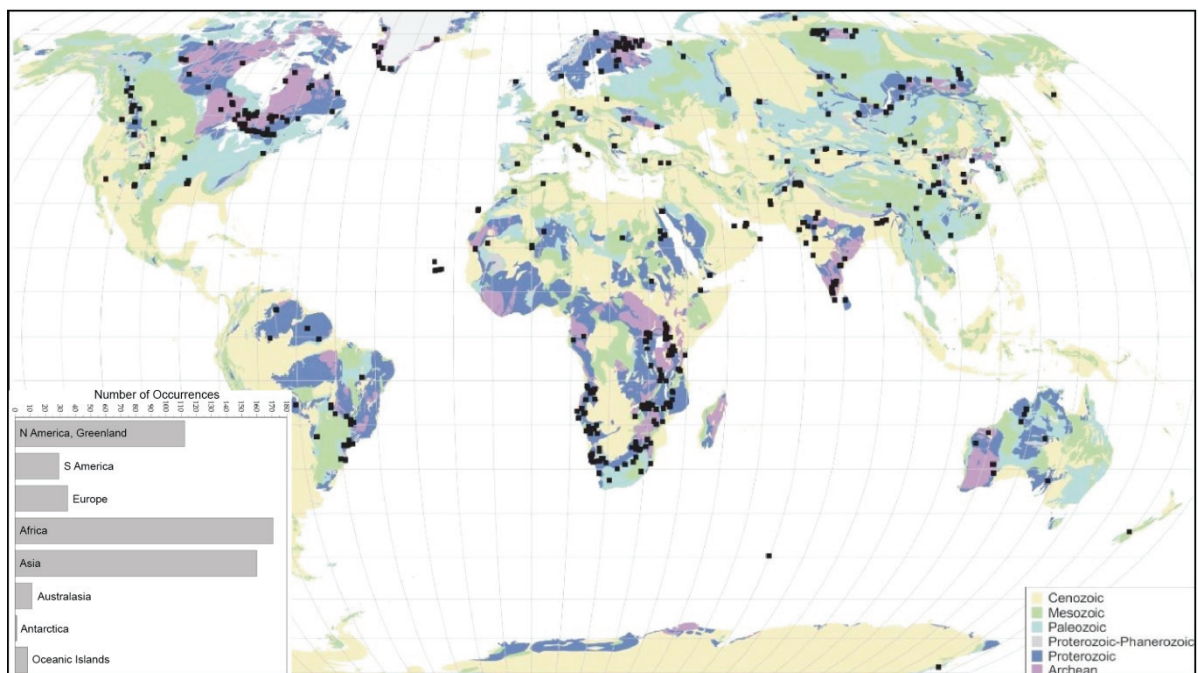 Number of Occurrences
0 10 20 30 40 50 60 70 80 90 100 110 120 130 140 150 160 170 180
N America, Greenland
S America
Europe
Africa
Asia
Australasia
Antarctica
Oceanic Islands
Cenozoic
Mesozoic
Paleozoic
Proterozoic-Phanerozoic
Proterozoic
Archean